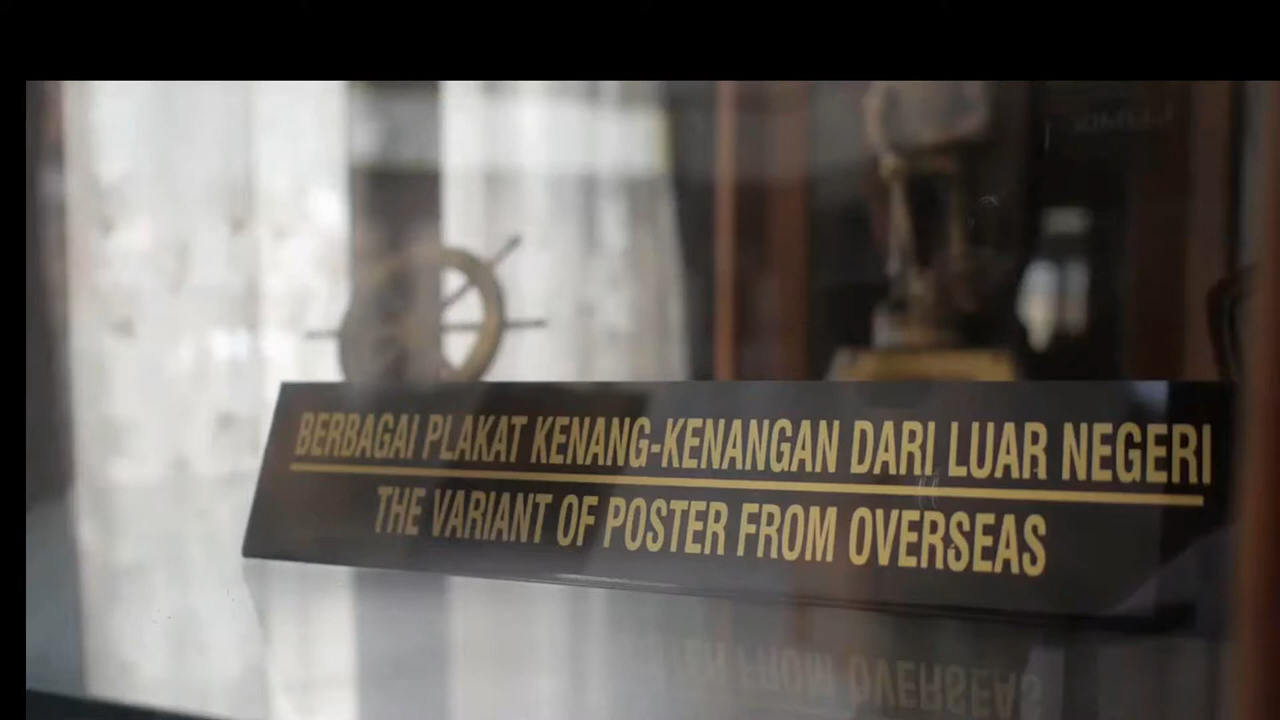 BERBAGAI PLAKAT KENANG-KENANGAN DARI LUAR NEGERI
THE VARIANT OF POSTER FROM OVERSEAS